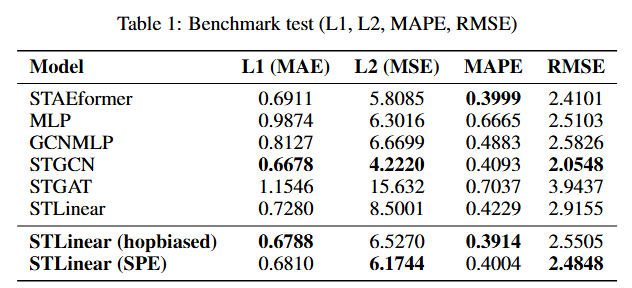 Table 1: Benchmark test (L1, L2, MAPE, RMSE)
Model L1 (MAE) L2 (MSE) MAPE RMSE
STAEformer 0.6911 5.8085 0.3999 2.4101
MLP 0.9874 6.3016 0.6665 2.5103
GCNMLP 0.8127 6.6699 0.4883 2.5826
STGCN 0.6678 4.2220 0.4093 2.0548
STGAT 1.1546 15.632 0.7037 3.9437
STLinear 0.7280 8.5001 0.4229 2.9155
STLinear (hopbiased) 0.6788 6.5270 0.3914 2.5505
STLinear (SPE) 0.6810 6.1744 0.4004 2.4848